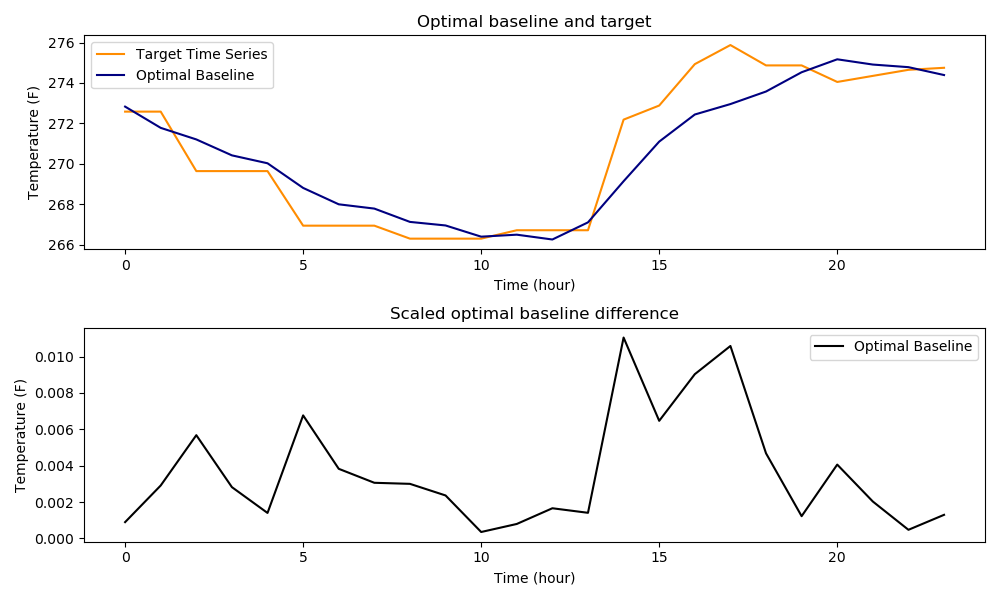 Optimal baseline and target
276
274
272
270
268
266
Temperature (F)
Target Time Series
Optimal Baseline
0 5 10 15 20
Time (hour)
Scaled optimal baseline difference
0.010
0.008
0.006
0.004
0.002
0.000
Temperature (F)
Optimal Baseline
0 5 10 15 20
Time (hour)